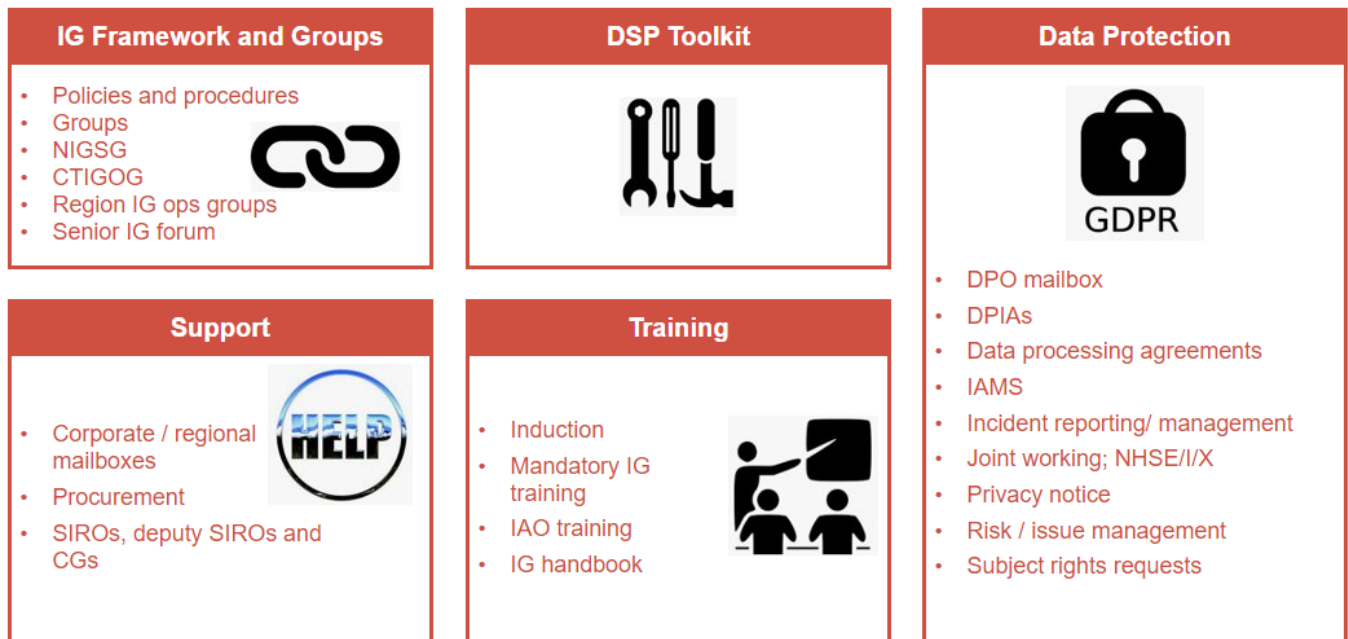 IG Framework and Groups
• Policies and procedures
• Groups
• NIGSG
• CTIGOG
• Region IG ops groups
• Senior IG forum
DSP Toolkit
Data Protection
GDPR
• DPO mailbox
• DPIAs
• Data processing agreements
• IAMS
• Incident reporting/ management
• Joint working; NHSE/I/X
• Privacy notice
• Risk / issue management
• Subject rights requests
Support
HELP
• Corporate / regional
mailboxes
• Procurement
• SIROs, deputy SIROs and
CGs
Training
• Induction
• Mandatory IG
training
• IAO training
• IG handbook